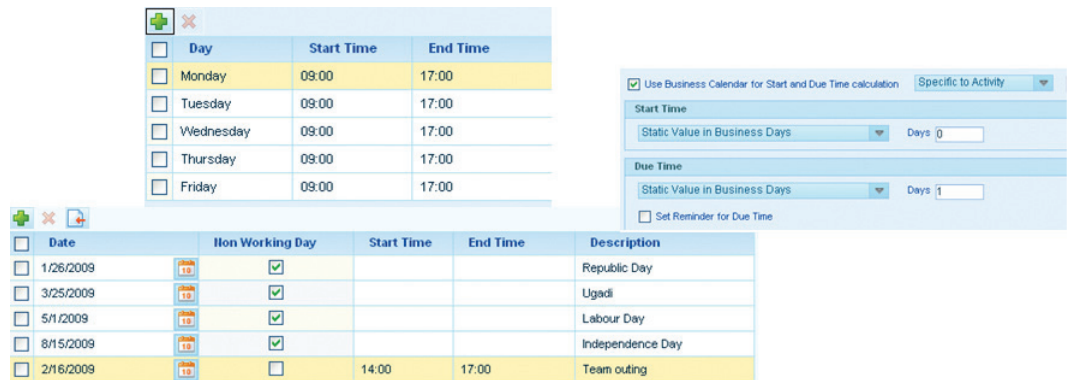 Day Start Time End Time
Monday 09:00 17:00
Tuesday 09:00 17:00
Wednesday 09:00 17:00
Thursday 09:00 17:00
Friday 09:00 17:00
Use Business Calendar for Start and Due Time calculation Specific to Activity
Start Time
Static Value in Business Days Days 0
Due Time
Static Value in Business Days Days 1
Set Reminder for Due Time
Date Non Working Day Start Time End Time Description
1/26/2009 10 Republic Day
3/25/2009 10 Ugadi
5/1/2009 10 Labour Day
8/15/2009 10 Independence Day
2/16/2009 10 14:00 17:00 Team outing